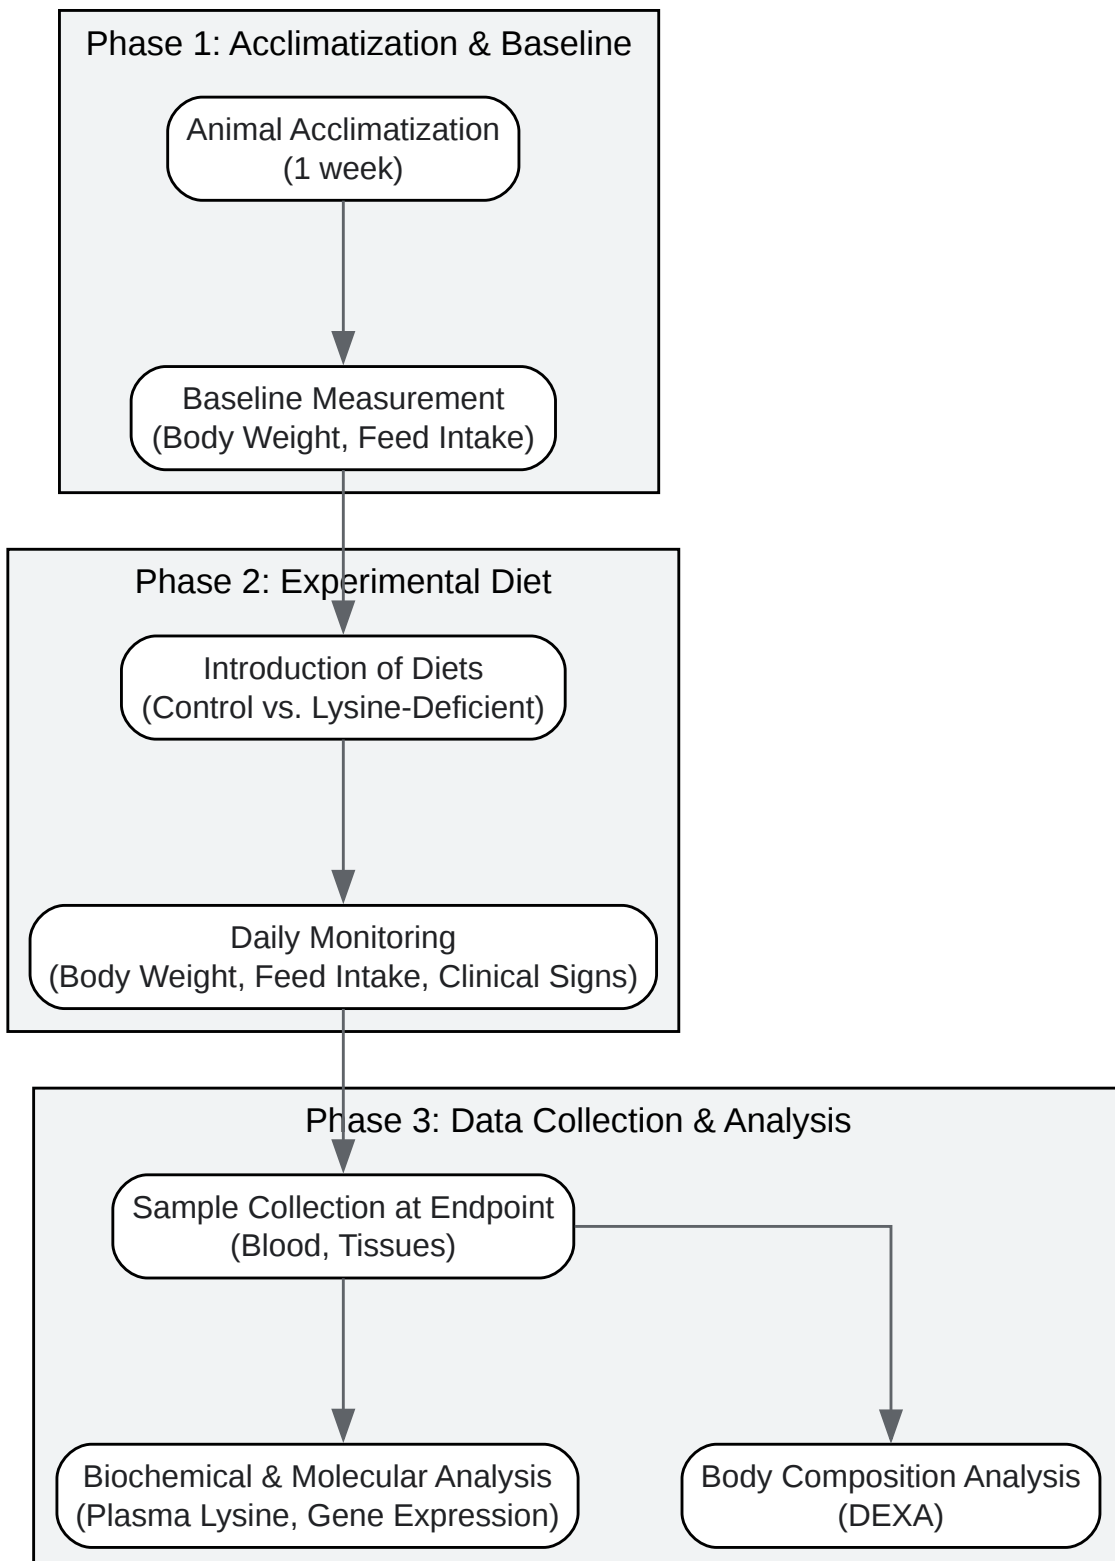 Phase 1: Acclimatization & Baseline
Animal Acclimatization
(1 week)
Baseline Measurement
(Body Weight, Feed Intake)
Phase 2: Experimental Diet
Introduction of Diets
(Control vs. Lysine-Deficient)
Daily Monitoring
(Body Weight, Feed Intake, Clinical Signs)
Phase 3: Data Collection & Analysis
Sample Collection at Endpoint
(Blood, Tissues)
Biochemical & Molecular Analysis
(Plasma Lysine, Gene Expression)
Body Composition Analysis
(DEXA)